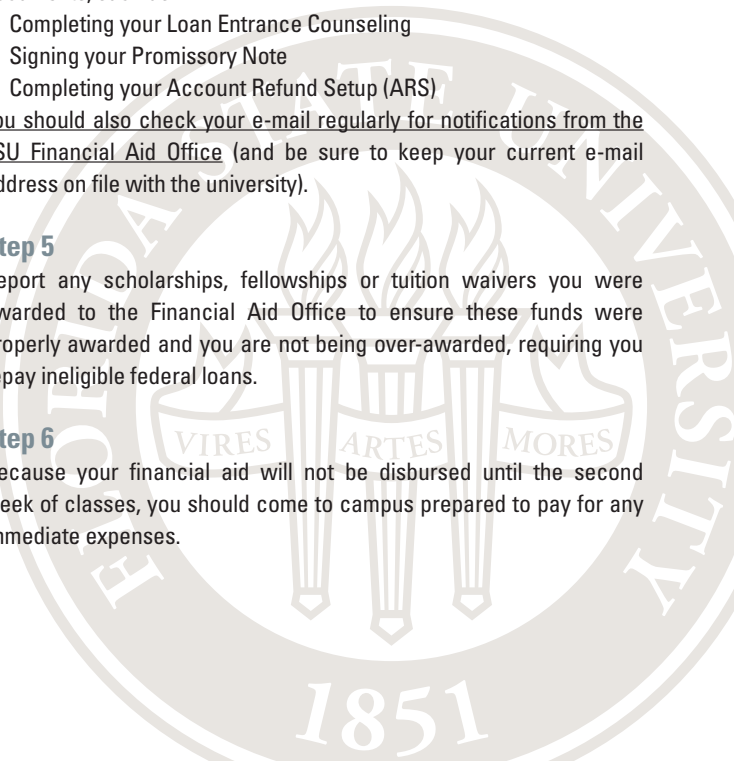 Completing your Loan Entrance Counseling
Signing your Promissory Note
Completing your Account Refund Setup (ARS)
ou should also check your e-mail regularly for notifications from the
SU Financial Aid Office (and be sure to keep your current e-mail
ddress on file with the university).
tep 5
eport any scholarships, fellowships or tuition waivers you were
warded to the Financial Aid Office to ensure these funds were
roperly awarded and you are not being over-awarded, requiring you
epay ineligible federal loans.
tep 6
ecause your financial aid will not be disbursed until the second
eek of classes, you should come to campus prepared to pay for any
mmediate expenses.
FLORIDA STATE UNIVERSITY
VIRES ARTES MORES
1851